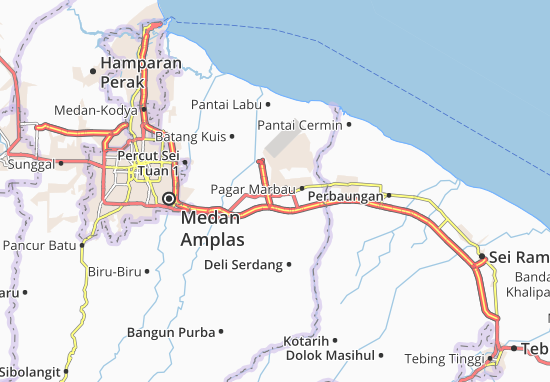 Hamparan
Perak
Pantai Labu
Medan-Kodya
Pantai Cermin
Batang Kuis
Percut Sei
Tuan 1
Sunggal
Pagar Marbau
Perbaungan
Medan
Amplas
Pancur Batu
Deli Serdang
Sei Ram
Biru-Biru
Banda
Khalipa
aru
Bangun Purba
Kotarih
Dolok Masihul
Teb
Tebing Tinggi
Sibolangit